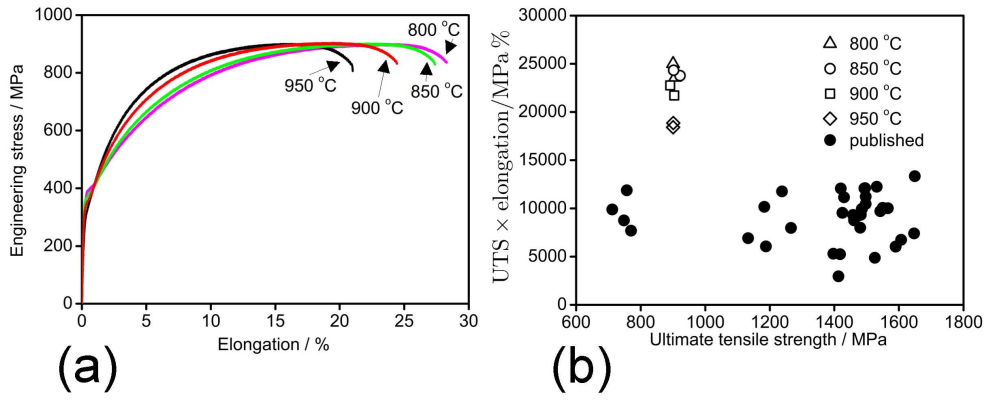 1000
800
600
400
200
0
Engineering stress / MPa
0 5 10 15 20 25 30
Elongation / %
800 °C
950 °C
900 °C
850 °C
(a)
30000
25000
20000
15000
10000
5000
0
UTS × elongation/MPa %
600 800 1000 1200 1400 1600 1800
Ultimate tensile strength / MPa
800 °C
850 °C
900 °C
950 °C
published
(b)